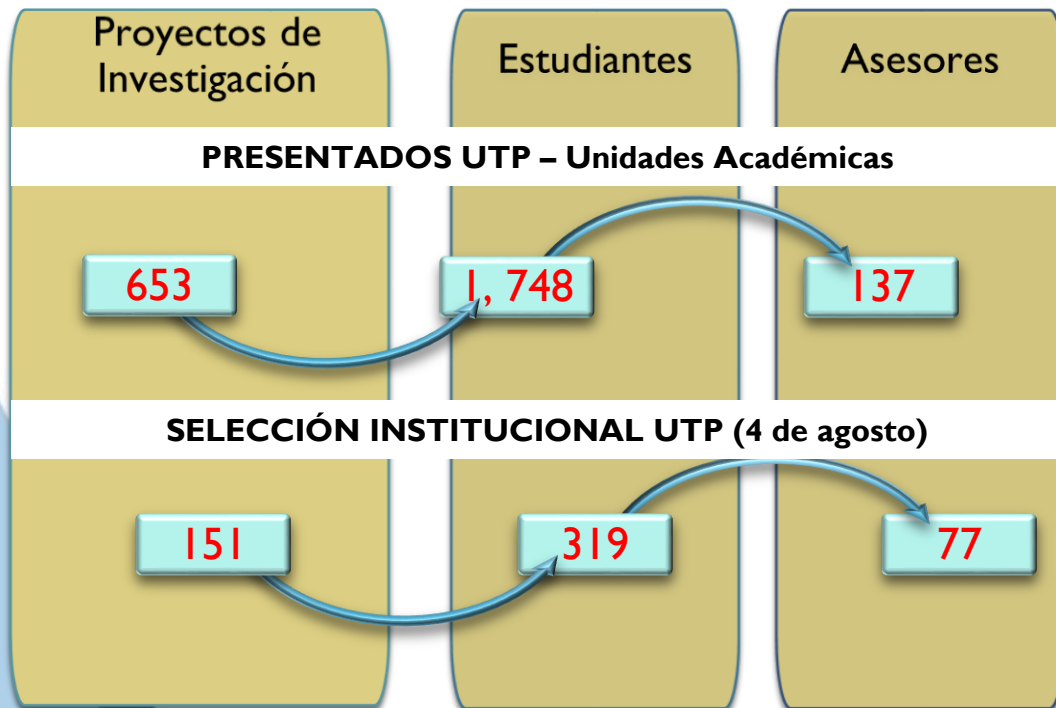 Proyectos de
Investigación
Estudiantes
Asesores
PRESENTADOS UTP – Unidades Académicas
653
1, 748
137
SELECCIÓN INSTITUCIONAL UTP (4 de agosto)
151
319
77